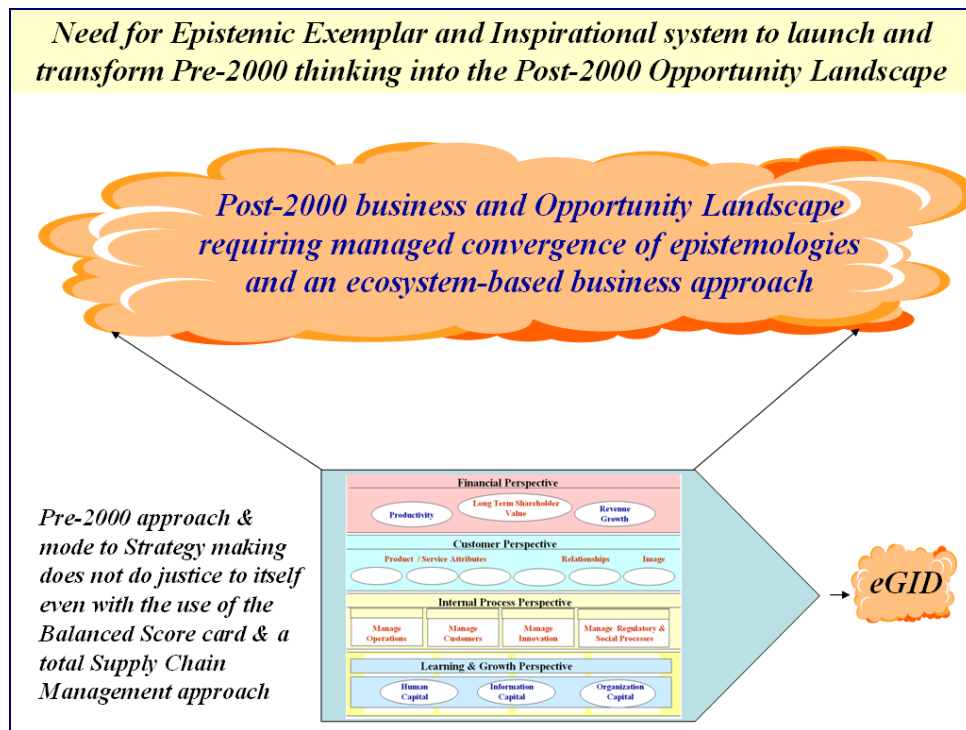 Need for Epistemic Exemplar and Inspirational system to launch and
transform Pre-2000 thinking into the Post-2000 Opportunity Landscape
Post-2000 business and Opportunity Landscape
requiring managed convergence of epistemologies
and an ecosystem-based business approach
Pre-2000 approach &
mode to Strategy making
does not do justice to itself
even with the use of the
Balanced Score card & a
total Supply Chain
Management approach
Financial Perspective
Productivity
Long Term Shareholder
Value
Revenue
Growth
Customer Perspective
Product / Service Attributes
Relationships
Image
Internal Process Perspective
Manage
Operations
Manage
Customers
Manage
Innovation
Manage Regulatory &
Social Processes
Learning & Growth Perspective
Human
Capital
Information
Capital
Organization
Capital
eGID